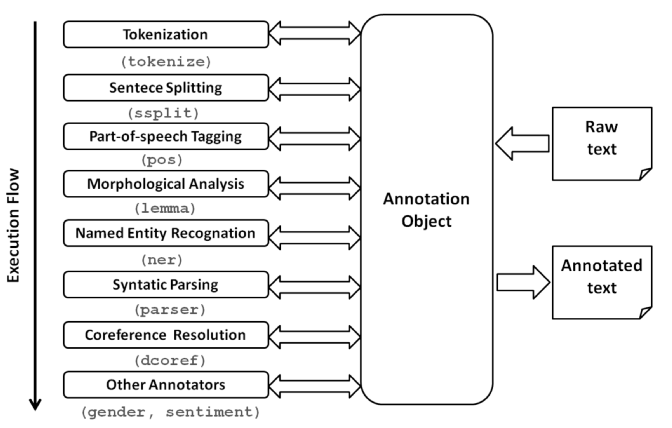 Execution Flow
Tokenization
(tokenize)
Sentece Splitting
(ssplit)
Part-of-speech Tagging
(pos)
Morphological Analysis
(lemma)
Named Entity Recognation
(ner)
Syntatic Parsing
(parser)
Coreference Resolution
(dcoref)
Other Annotators
(gender, sentiment)
Annotation
Object
Raw
text
Annotated
text